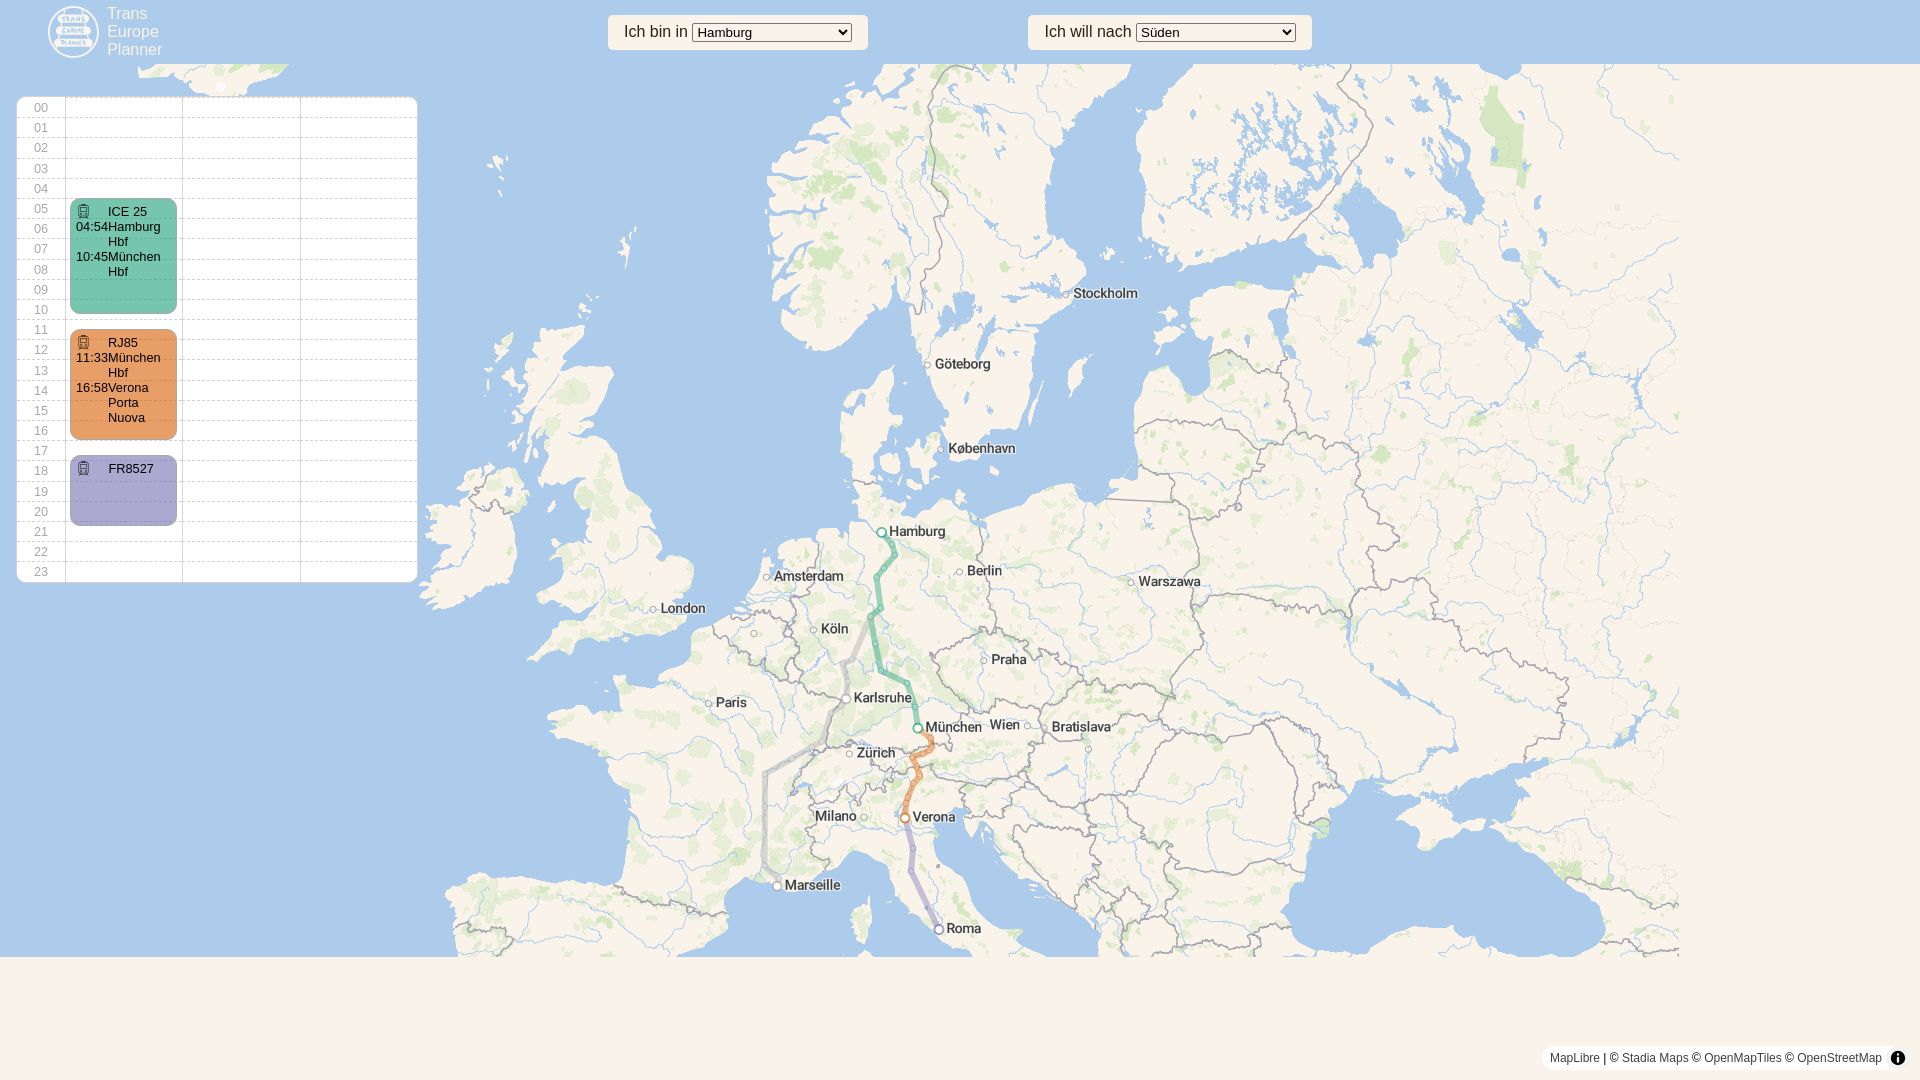 TRANS
EUROPE
PLANNER
Trans
Europe
Planner
Ich bin in Hamburg
Ich will nach Süden
00
01
02
03
04
05
06
07
08
09
10
11
12
13
14
15
16
17
18
19
20
21
22
23
ICE 25
04:54 Hamburg
Hbf
10:45 München
Hbf
RJ85
11:33 München
Hbf
16:58 Verona
Porta
Nuova
FR8527
Stockholm
Göteborg
København
Hamburg
Berlin
Amsterdam
Warszawa
London
Köln
Praha
Karlsruhe
Paris
München
Wien
Bratislava
Zürich
Milano
Verona
Marseille
Roma
MapLibre | © Stadia Maps © OpenMapTiles © OpenStreetMap